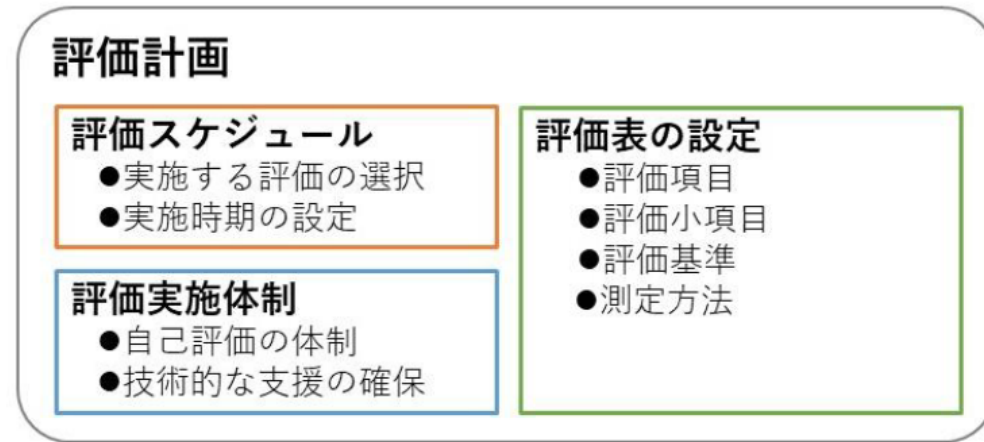 評価計画
評価スケジュール
●実施する評価の選択
●実施時期の設定
評価実施体制
●自己評価の体制
●技術的な支援の確保
評価表の設定
●評価項目
●評価小項目
●評価基準
●測定方法